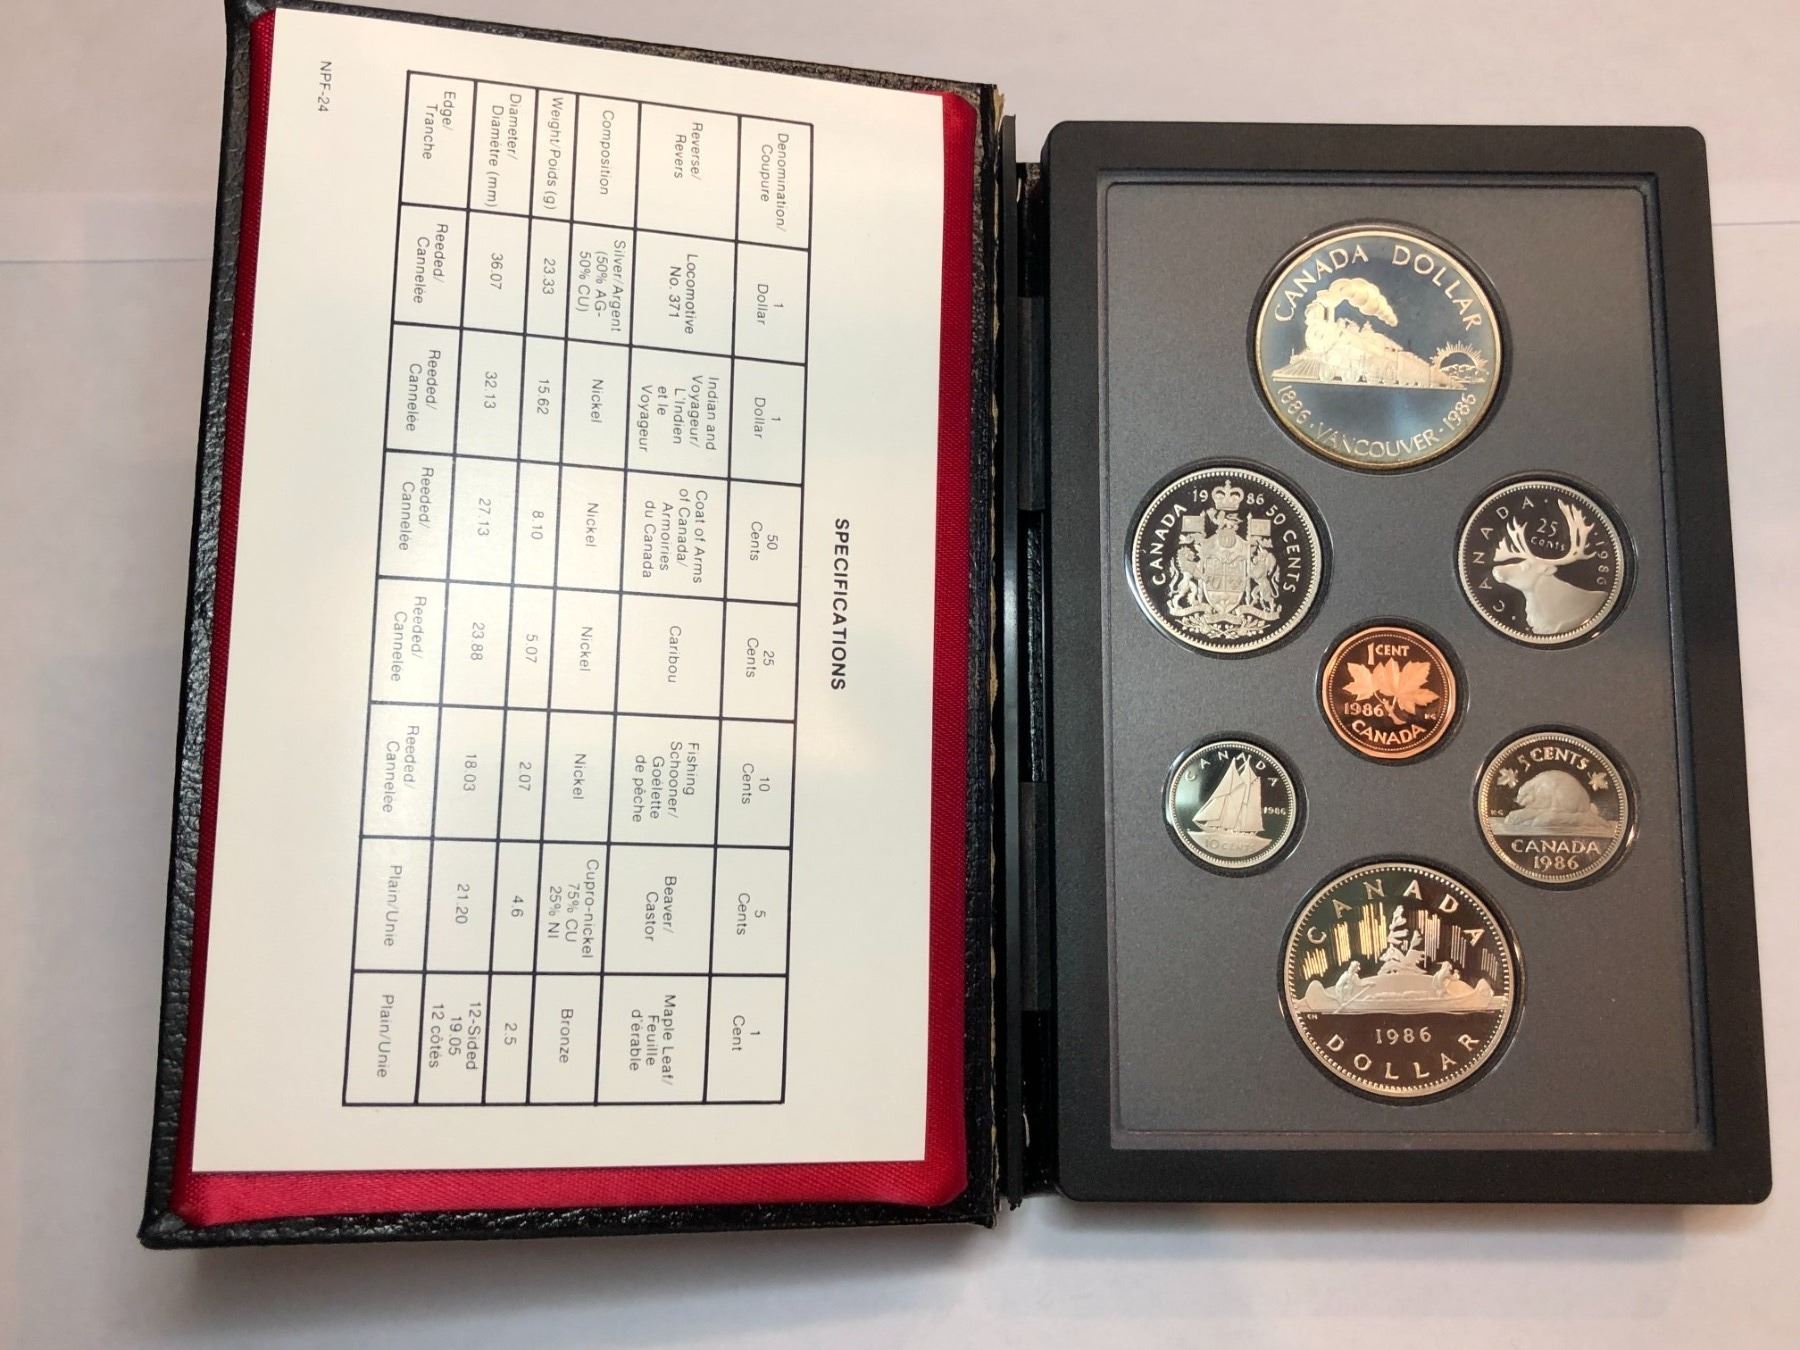 SPECIFICATIONS
Denomination/
Coupure
1
Dollar
1
Dollar
50
Cents
25
Cents
10
Cents
5
Cents
1
Cent
Reverse/
Revers
Locomotive
No. 371
Indian and
Voyageur/
L'Indien
et le
Voyageur
Coat of Arms
of Canada/
Armoiries
du Canada
Caribou
Fishing
Schooner/
Goélette
de pêche
Beaver/
Castor
Maple Leaf/
Feuille
d'érable
Composition
Silver/Argent
(50% AG-
50% CU)
Nickel
Nickel
Nickel
Nickel
Cupro-nickel
75% CU
25% NI
Bronze
Weight/Poids (g)
23.33
15.62
8.10
5.07
2.07
4.6
2.5
Diameter/
Diamètre (mm)
36.07
32.13
27.13
23.88
18.03
21.20
12-Sided
19.05
12 côtés
Edge/
Tranche
Reeded/
Cannelée
Reeded/
Cannelée
Reeded/
Cannelée
Reeded/
Cannelée
Reeded/
Cannelée
Plain/Unie
Plain/Unie
NPF-24
CANADA DOLLAR
1886 · VANCOUVER · 1986
1986
CANADA
50 CENTS
CANADA
25
cents
1986
1 CENT
1986
CANADA
CANADA
1986
10 CENTS
5 CENTS
CANADA
1986
CANADA
1986
DOLLAR